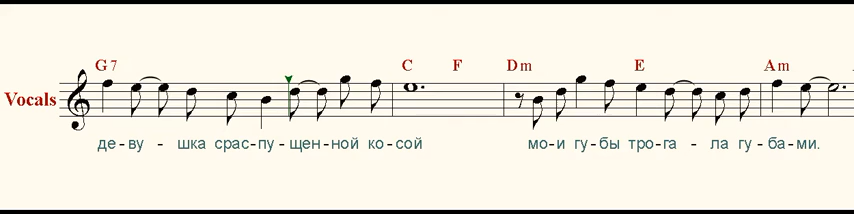 G7 C F Dm E Am
Vocals
де-ву - шка срас-пу-щен-ной ко-сой мо-и гу-бы тро-га - ла гу-ба-ми.